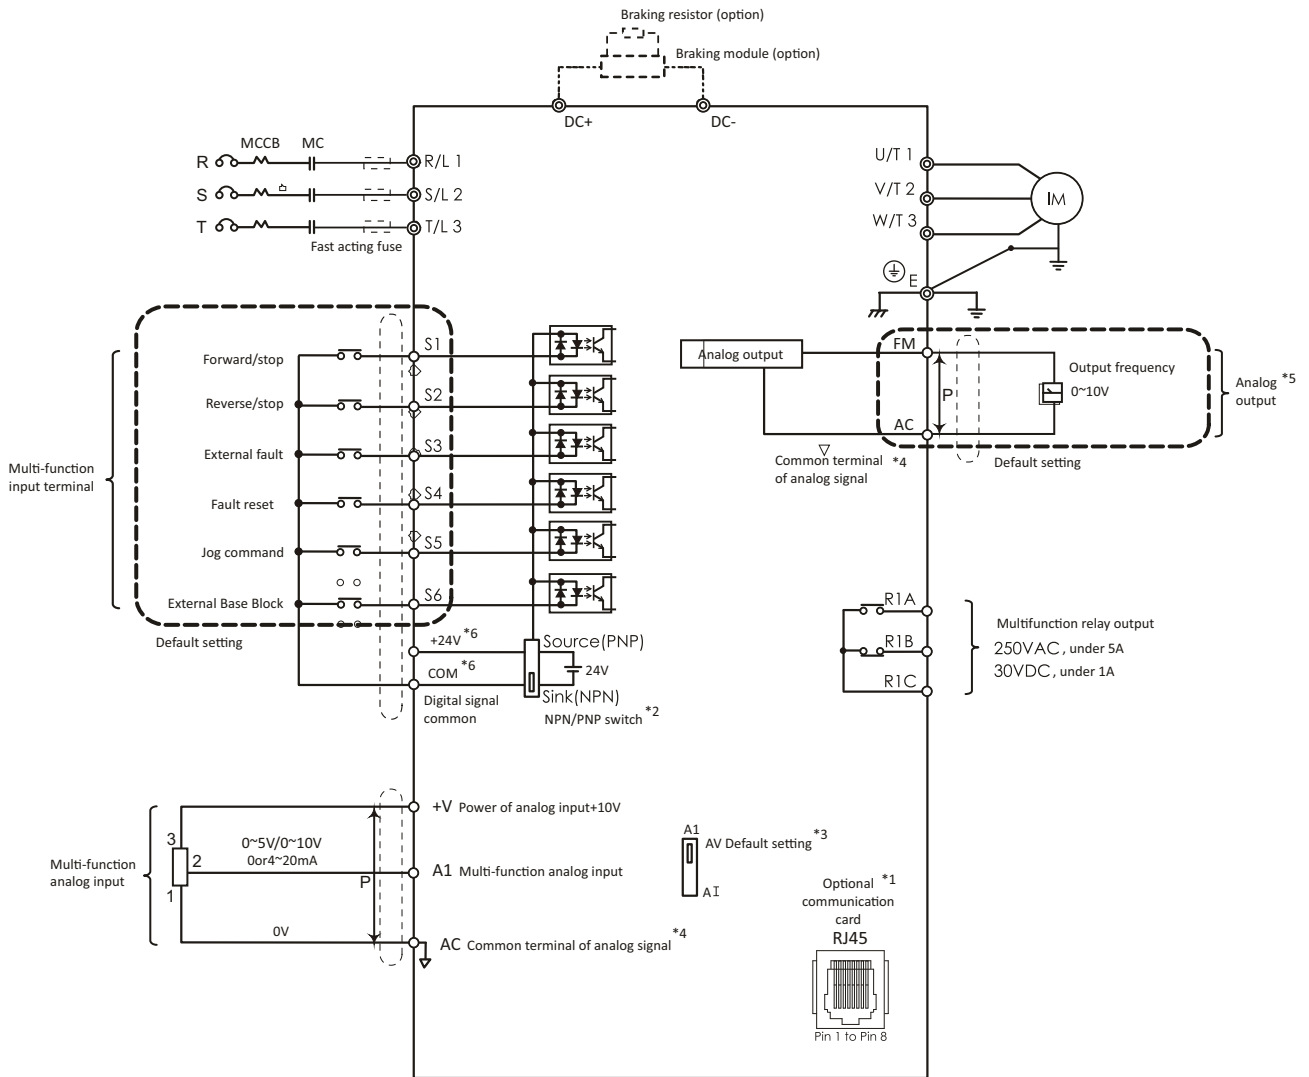 Braking resistor (option)
Braking module (option)
DC+
DC-
MCCB
MC
R
R/L 1
S
S/L 2
T
T/L 3
Fast acting fuse
U/T 1
V/T 2
W/T 3
IM
E
Multi-function
input terminal
Forward/stop
S1
Reverse/stop
S2
External fault
S3
Fault reset
S4
Jog command
S5
External Base Block
S6
Default setting
+24V *6
COM *6
Digital signal
common
Source(PNP)
24V
Sink(NPN)
NPN/PNP switch *2
Analog output
FM
P
AC
Output frequency
0~10V
Analog *5
output
Common terminal *4
of analog signal
Default setting
R1A
R1B
R1C
Multifunction relay output
250VAC , under 5A
30VDC , under 1A
Multi-function
analog input
3
2
1
0~5V/0~10V
0or4~20mA
P
0V
+V Power of analog input+10V
A1 Multi-function analog input
AC Common terminal of analog signal *4
A1
AV Default setting *3
AI
Optional *1
communication
card
RJ45
Pin 1 to Pin 8